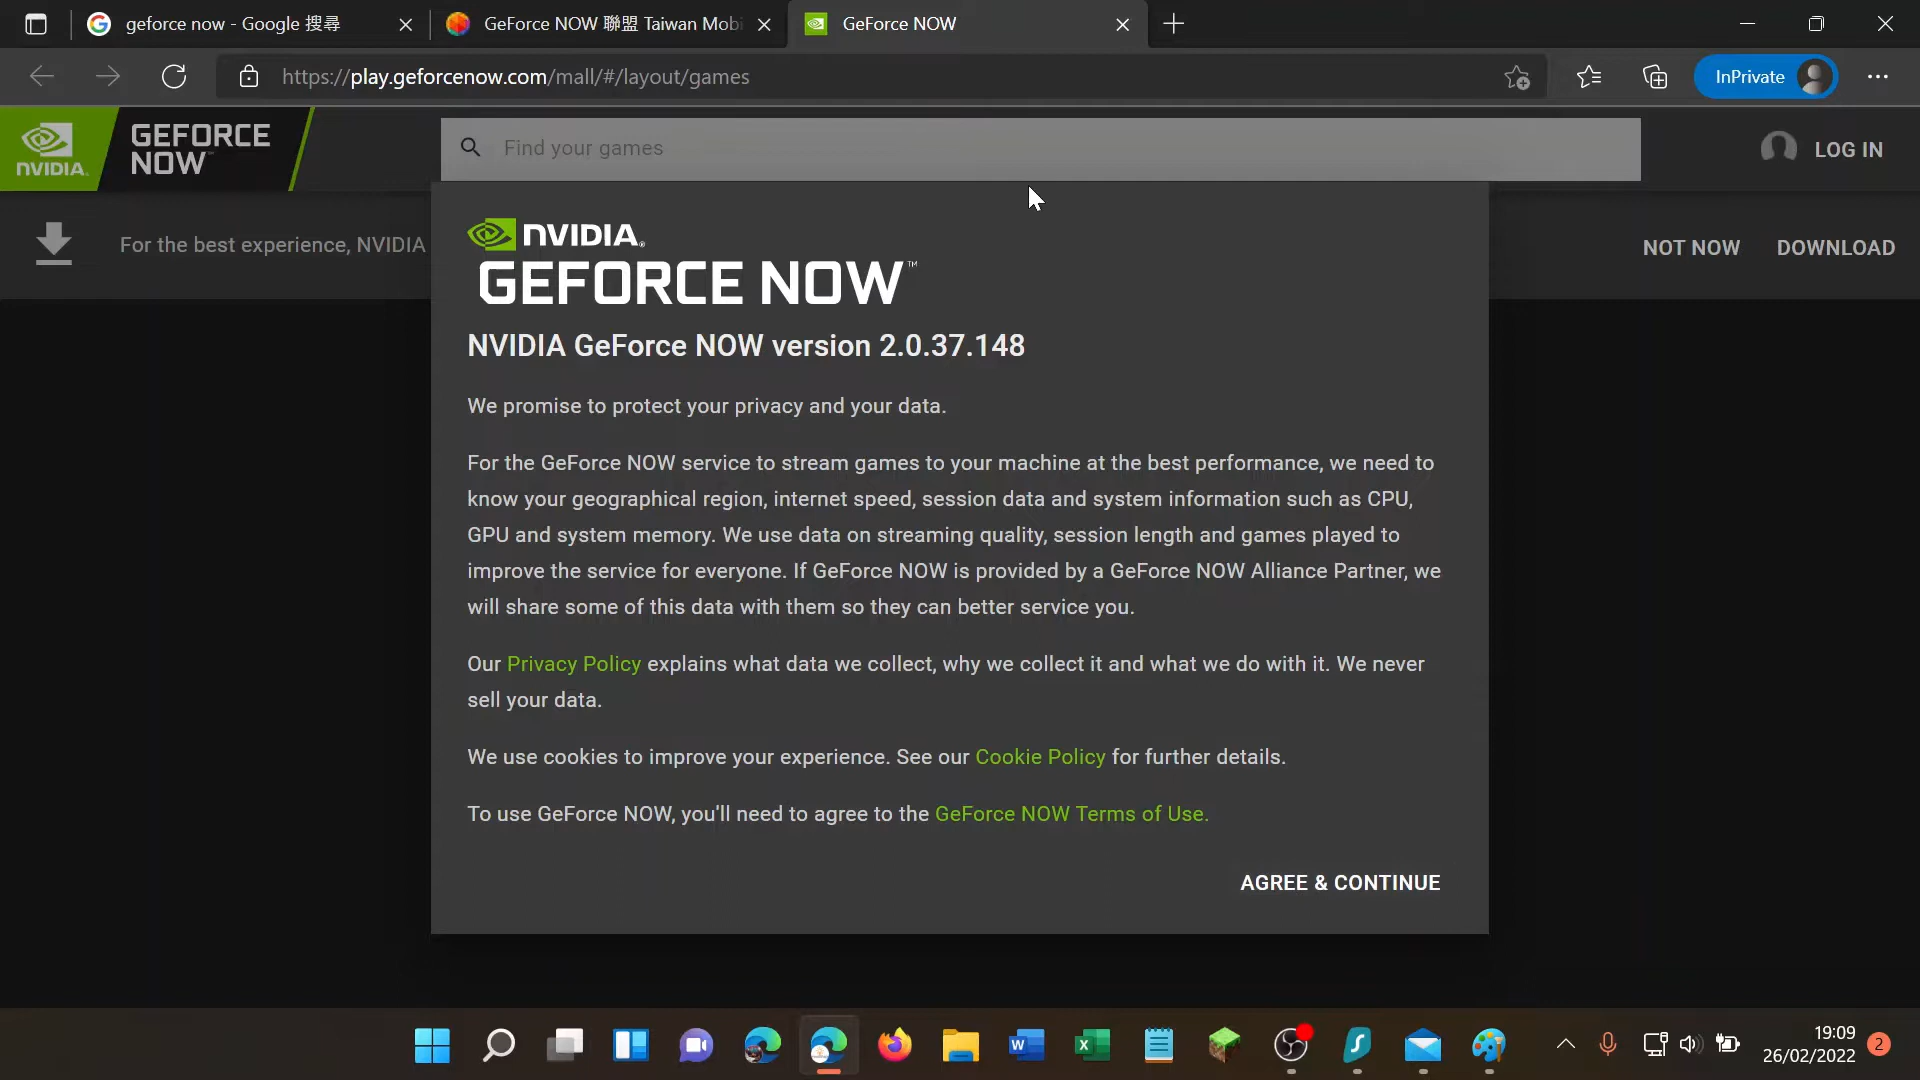 geforce now - Google 搜尋
GeForce NOW 聯盟 Taiwan Mobi
GeForce NOW
https://play.geforcenow.com/mall/#/layout/games
InPrivate
NVIDIA.
GEFORCE
NOW™
Find your games
LOG IN
For the best experience, NVIDIA
NOT NOW
DOWNLOAD
NVIDIA.
GEFORCE NOW™
NVIDIA GeForce NOW version 2.0.37.148
We promise to protect your privacy and your data.
For the GeForce NOW service to stream games to your machine at the best performance, we need to
know your geographical region, internet speed, session data and system information such as CPU,
GPU and system memory. We use data on streaming quality, session length and games played to
improve the service for everyone. If GeForce NOW is provided by a GeForce NOW Alliance Partner, we
will share some of this data with them so they can better service you.
Our Privacy Policy explains what data we collect, why we collect it and what we do with it. We never
sell your data.
We use cookies to improve your experience. See our Cookie Policy for further details.
To use GeForce NOW, you'll need to agree to the GeForce NOW Terms of Use.
AGREE & CONTINUE
19:09
26/02/2022
2